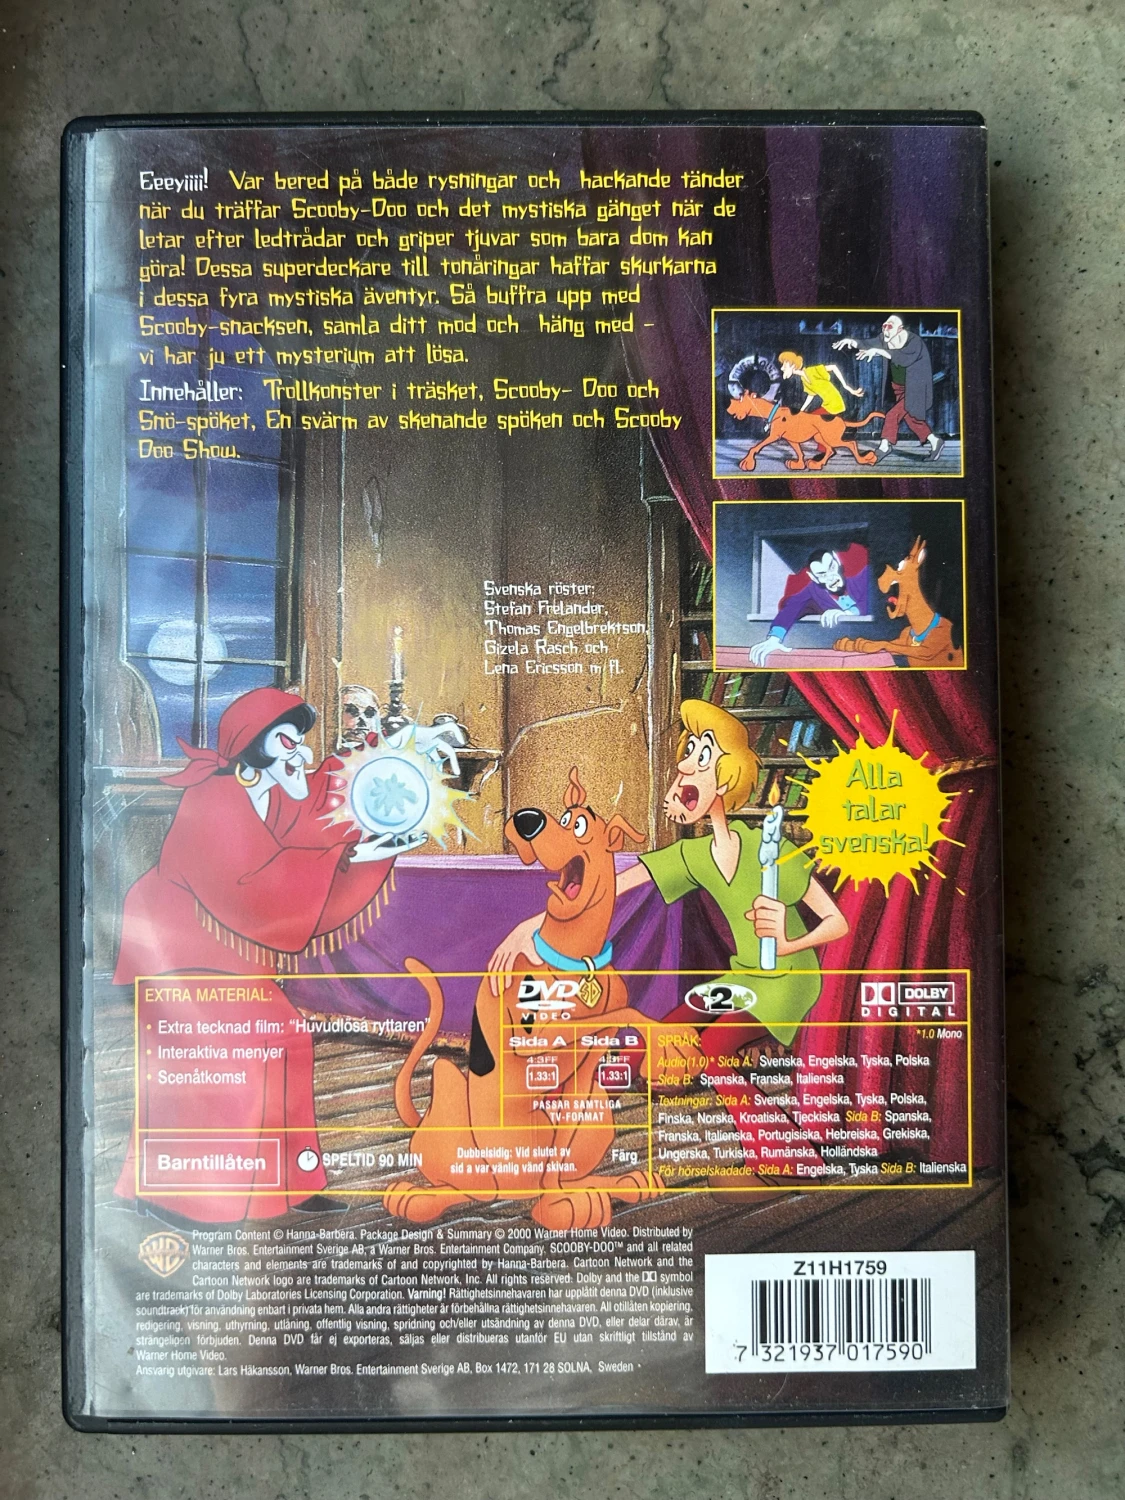 Eeeyiiii! Var bered på både rysningar och hackande tänder
när du träffar Scooby-Doo och det mystiska gänget när de
letar efter ledtrådar och griper tjuvar som bara dom kan
göra! Dessa superdeckare till tonåringar haffar skurkarna
i dessa fyra mystiska äventyr. Så buffra upp med
Scooby-snacksen, samla ditt mod och häng med -
vi har ju ett mysterium att lösa.
Innehåller: Trollkonster i träsket, Scooby- Doo och
Snö-spöket, En svärm av skenande spöken och Scooby
Doo Show.
Svenska röster:
Stefan Frelander,
Thomas Engelbrektson,
Gizela Rasch och
Lena Ericsson m fl.
Alla
talar
svenska!
EXTRA MATERIAL:
• Extra tecknad film: "Huvudlösa ryttaren"
• Interaktiva menyer
• Scenåtkomst
Barntillåten
SPELTID 90 MIN
DVD
VIDEO
SD
2
DOLBY
DIGITAL
*1.0 Mono
Sida A Sida B
4:3FF 4:3FF
1.33:1 1.33:1
PASSAR SAMTLIGA
TV-FORMAT
Dubbelsidig: Vid slutet av
sid a var vänlig vänd skivan.
Färg
SPRÅK:
Audio(1.0)* Sida A: Svenska, Engelska, Tyska, Polska
Sida B: Spanska, Franska, Italienska
Textningar: Sida A: Svenska, Engelska, Tyska, Polska,
Finska, Norska, Kroatiska, Tjeckiska Sida B: Spanska,
Franska, Italienska, Portugisiska, Hebreiska, Grekiska,
Ungerska, Turkiska, Rumänska, Holländska
För hörselskadade: Sida A: Engelska, Tyska Sida B: Italienska
WB
Program Content © Hanna-Barbera. Package Design & Summary © 2000 Warner Home Video. Distributed by
Warner Bros. Entertainment Sverige AB, a Warner Bros. Entertainment Company. SCOOBY-DOO™ and all related
characters and elements are trademarks of and copyrighted by Hanna-Barbera. Cartoon Network and the
Cartoon Network logo are trademarks of Cartoon Network, Inc. All rights reserved. Dolby and the symbol
are trademarks of Dolby Laboratories Licensing Corporation. Varning! Rättighetsinnehavaren har upplåtit denna DVD (inklusive
soundtrack) för användning enbart i privata hem. Alla andra rättigheter är förbehållna rättighetsinnehavaren. All otillåten kopiering,
redigering, visning, uthyrning, utlåning, offentlig visning, spridning och/eller utsändning av denna DVD, eller delar därav, är
strängeligen förbjuden. Denna DVD får ej exporteras, säljas eller distribueras utanför EU utan skriftligt tillstånd av
Warner Home Video.
Ansvarig utgivare: Lars Håkansson, Warner Bros. Entertainment Sverige AB, Box 1472, 171 28 SOLNA, Sweden
Z11H1759
7 321937 017590